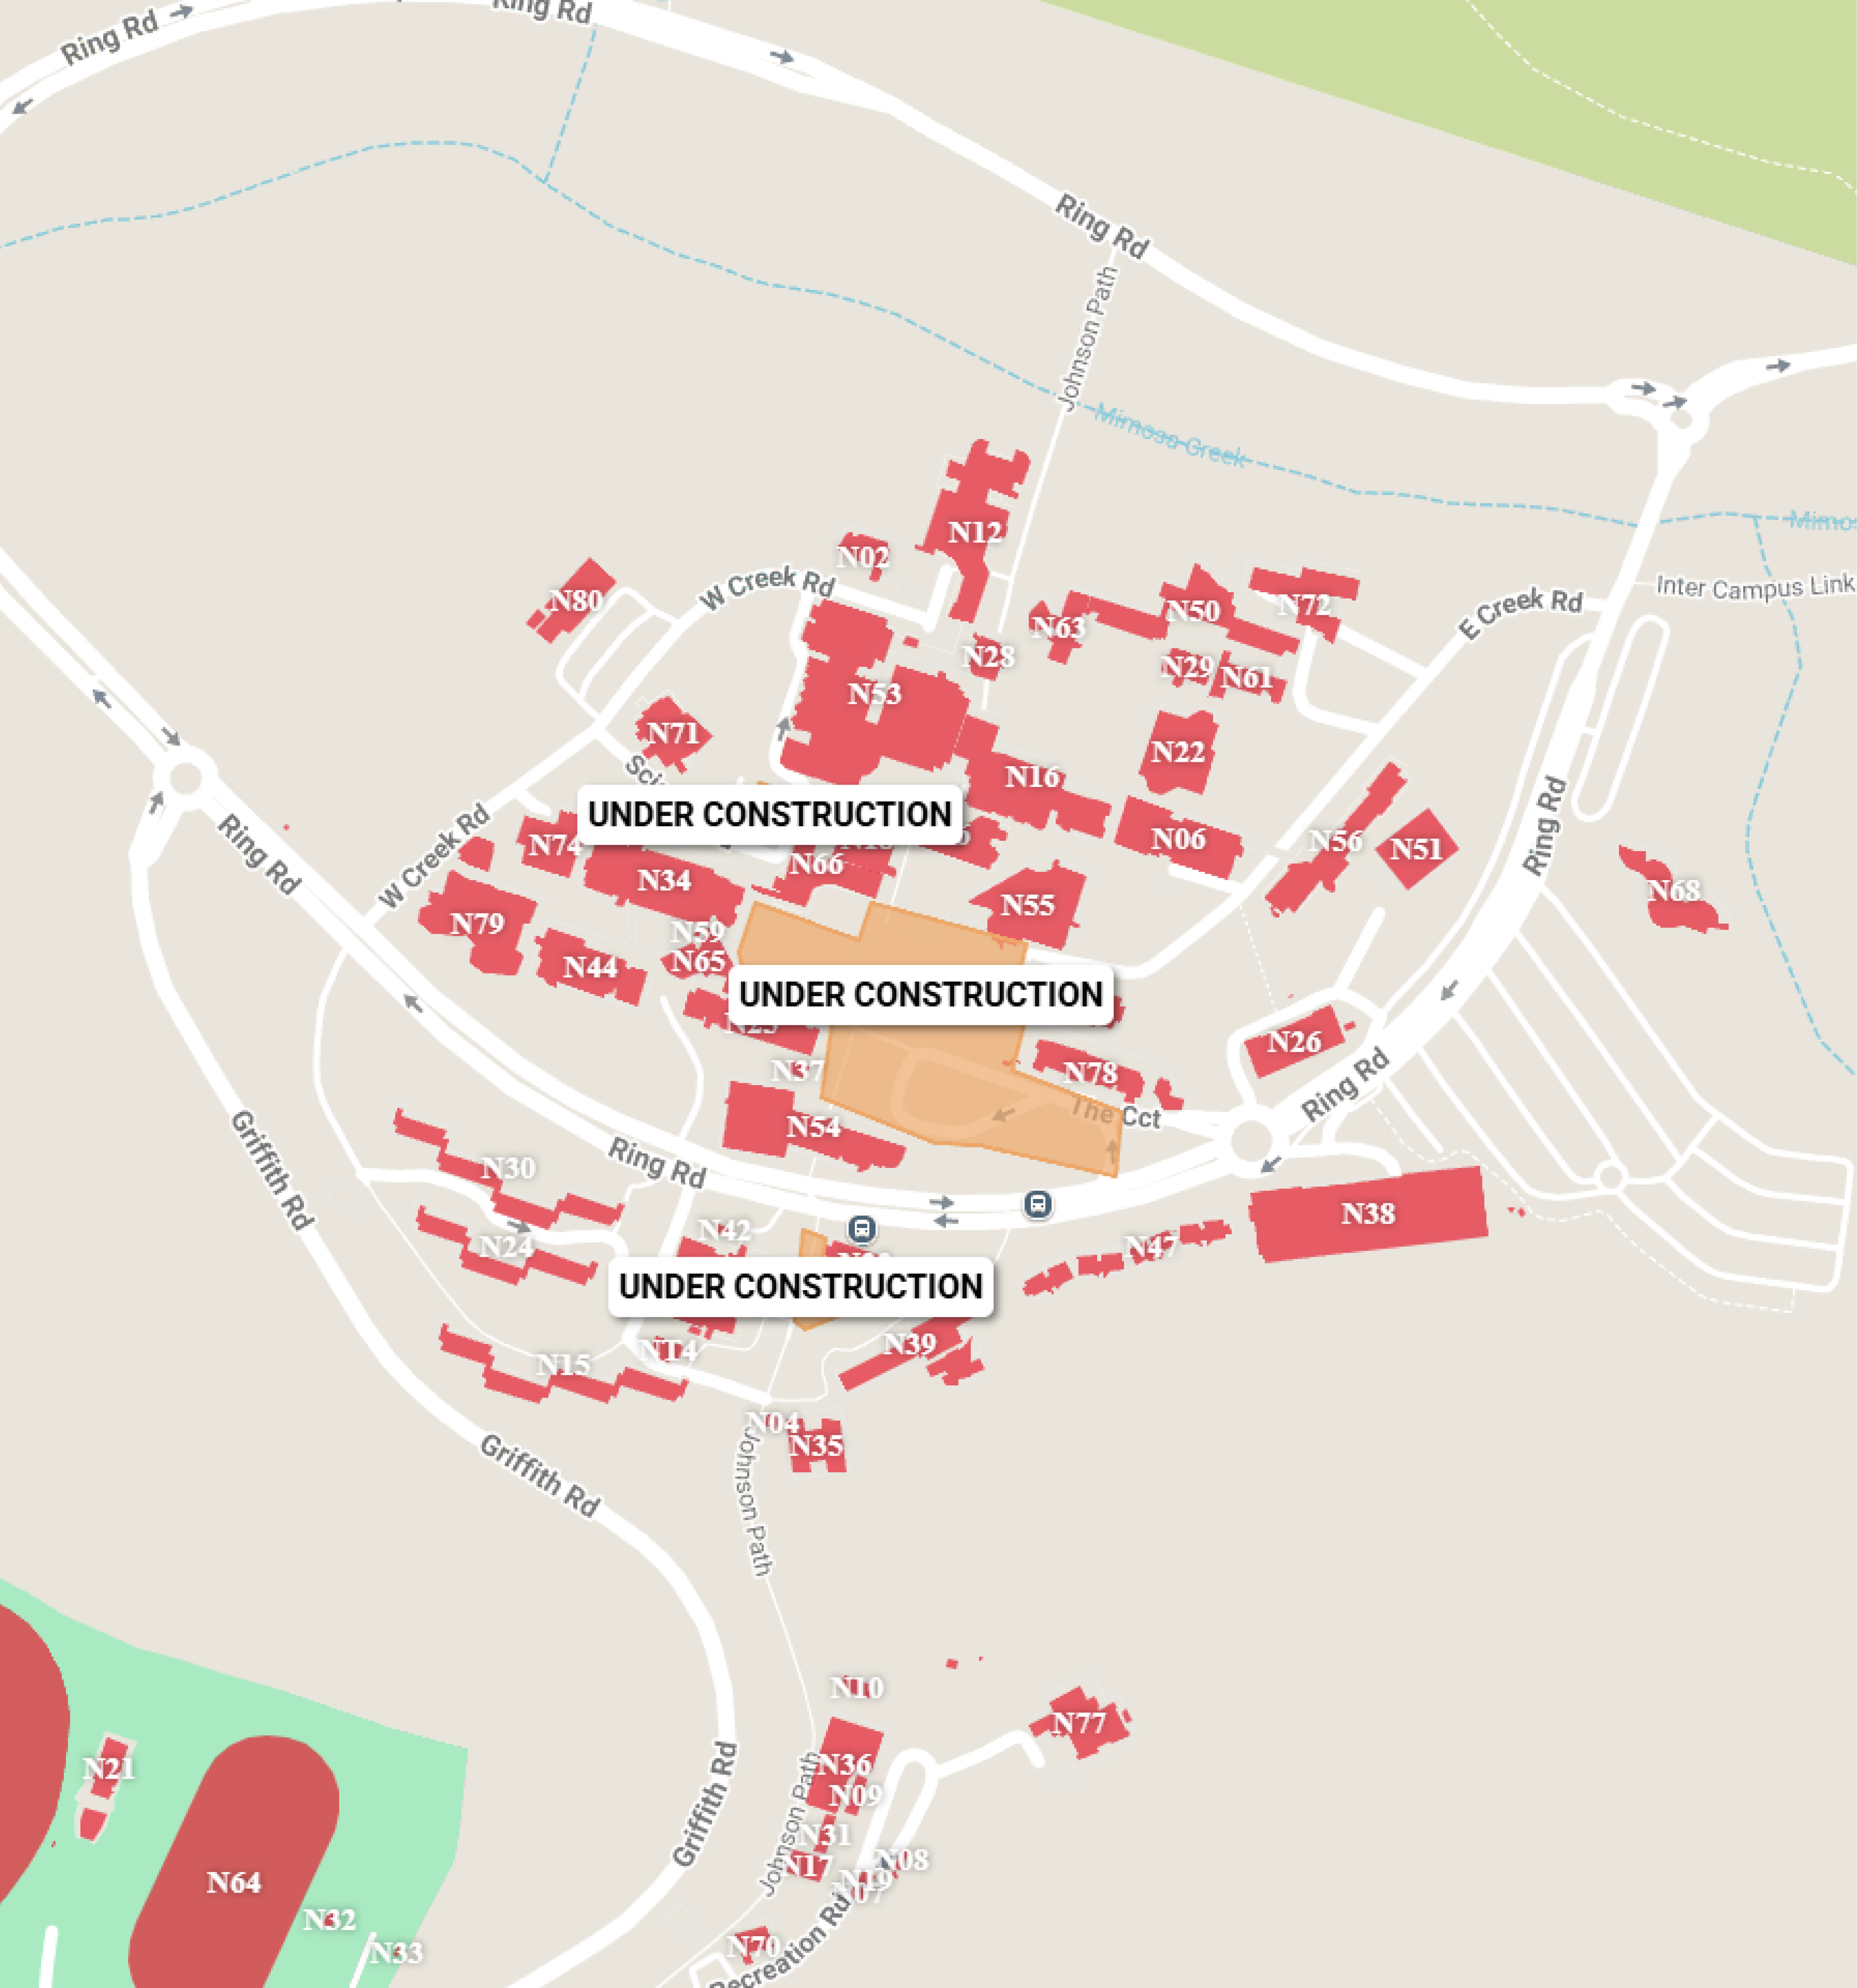 Ring Rd
Ring Rd
Ring Rd
Johnson Path
Mimosa Creek
Inter Campus Link
N12
N02
W Creek Rd
N80
N50
N72
E Creek Rd
N63
N28
N29
N61
N53
N71
N22
N16
UNDER CONSTRUCTION
Ring Rd
W Creek Rd
N74
N66
N06
N56
N51
Ring Rd
N34
N68
N55
N79
N59
N65
N44
UNDER CONSTRUCTION
N26
N37
N78
Ring Rd
The Cct
N54
Griffith Rd
N30
Ring Rd
N38
N42
N24
N47
UNDER CONSTRUCTION
N39
NT4
N15
N04
N35
Johnson Path
Griffith Rd
N10
N77
N36
N21
N09
Johnson Path
Griffith Rd
N31
N17
N08
N19
N64
N32
N33
N70
Recreation Rd